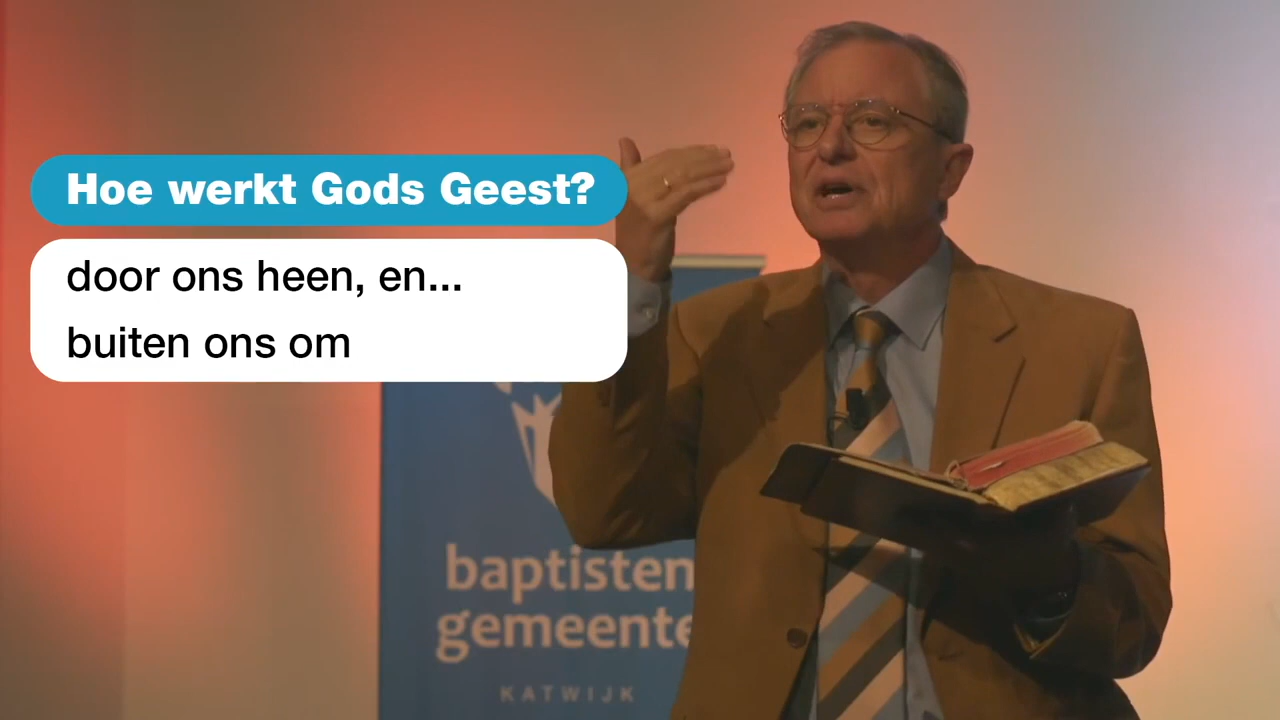 Hoe werkt Gods Geest?
door ons heen, en...
buiten ons om
baptisten
gemeente
KATWIJK